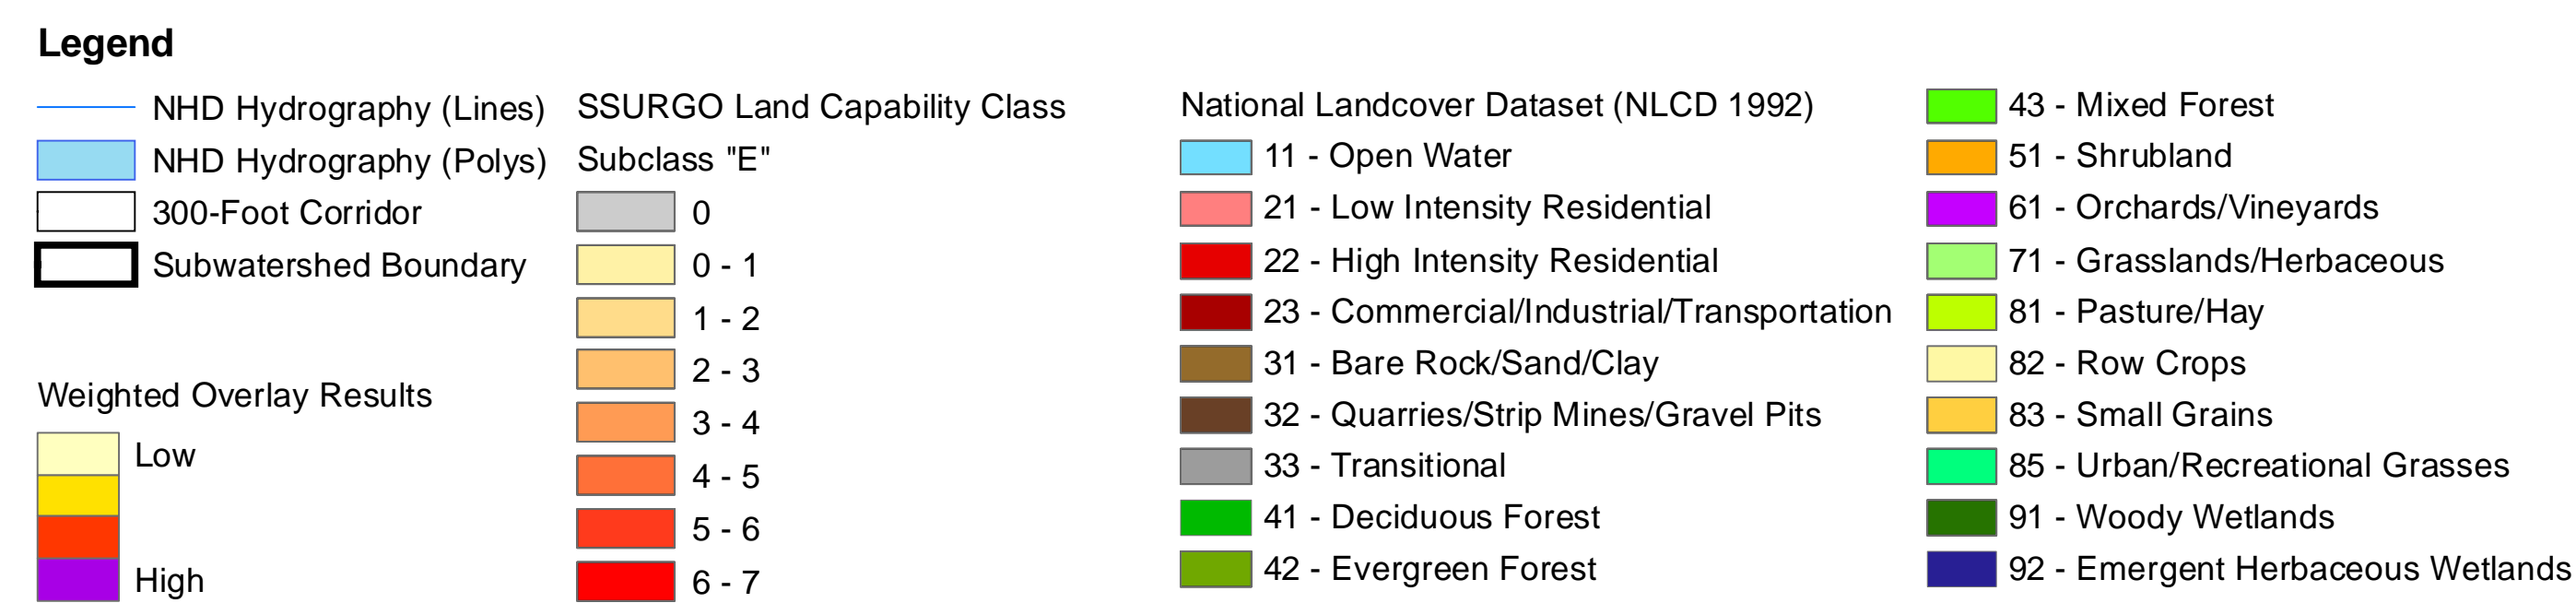 Legend
NHD Hydrography (Lines)
NHD Hydrography (Polys)
300-Foot Corridor
Subwatershed Boundary
Weighted Overlay Results
Low
High
SSURGO Land Capability Class
Subclass "E"
0
0 - 1
1 - 2
2 - 3
3 - 4
4 - 5
5 - 6
6 - 7
National Landcover Dataset (NLCD 1992)
11 - Open Water
21 - Low Intensity Residential
22 - High Intensity Residential
23 - Commercial/Industrial/Transportation
31 - Bare Rock/Sand/Clay
32 - Quarries/Strip Mines/Gravel Pits
33 - Transitional
41 - Deciduous Forest
42 - Evergreen Forest
43 - Mixed Forest
51 - Shrubland
61 - Orchards/Vineyards
71 - Grasslands/Herbaceous
81 - Pasture/Hay
82 - Row Crops
83 - Small Grains
85 - Urban/Recreational Grasses
91 - Woody Wetlands
92 - Emergent Herbaceous Wetlands